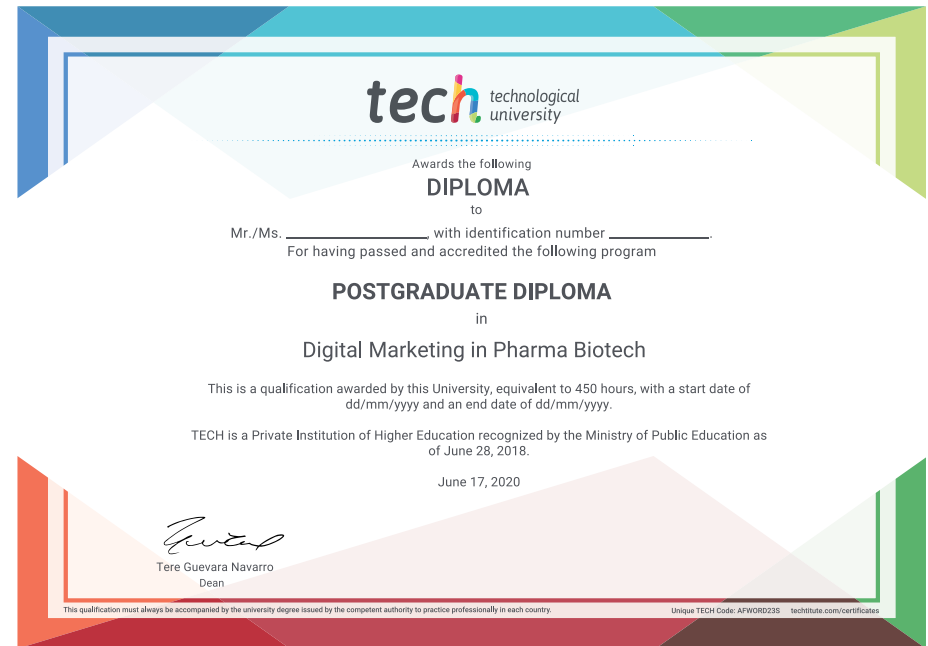 tech technological
university
Awards the following
DIPLOMA
to
Mr./Ms. ____________________, with identification number ______________.
For having passed and accredited the following program
POSTGRADUATE DIPLOMA
in
Digital Marketing in Pharma Biotech
This is a qualification awarded by this University, equivalent to 450 hours, with a start date of
dd/mm/yyyy and an end date of dd/mm/yyyy.
TECH is a Private Institution of Higher Education recognized by the Ministry of Public Education as
of June 28, 2018.
June 17, 2020
Tere Guevara Navarro
Dean
This qualification must always be accompanied by the university degree issued by the competent authority to practice professionally in each country.
Unique TECH Code: AFWORD23S techtitute.com/certificates